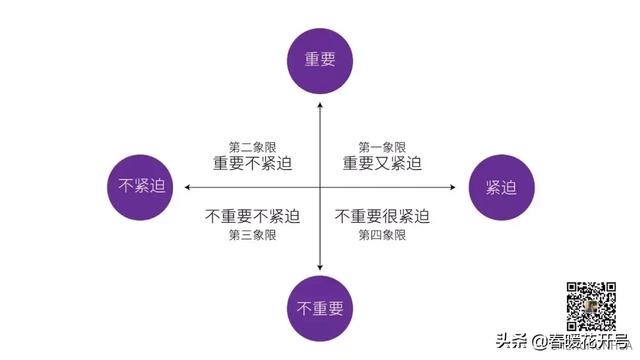 重要
第二象限
重要不紧迫
第一象限
重要又紧迫
不紧迫
紧迫
不重要不紧迫
第三象限
不重要很紧迫
第四象限
不重要
头条 @春暖花开号